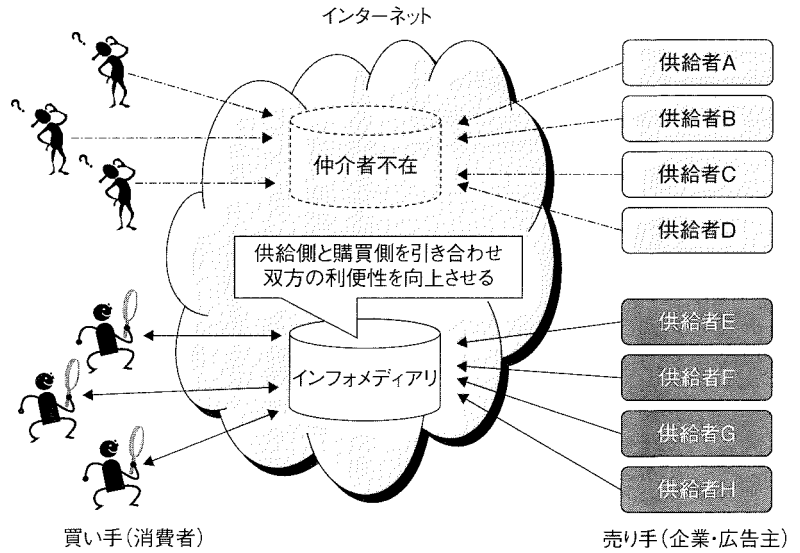 インターネット
?
?
?
仲介者不在
供給者A
供給者B
供給者C
供給者D
供給側と購買側を引き合わせ
双方の利便性を向上させる
インフォメディアリ
供給者E
供給者F
供給者G
供給者H
買い手(消費者)
売り手(企業・広告主)